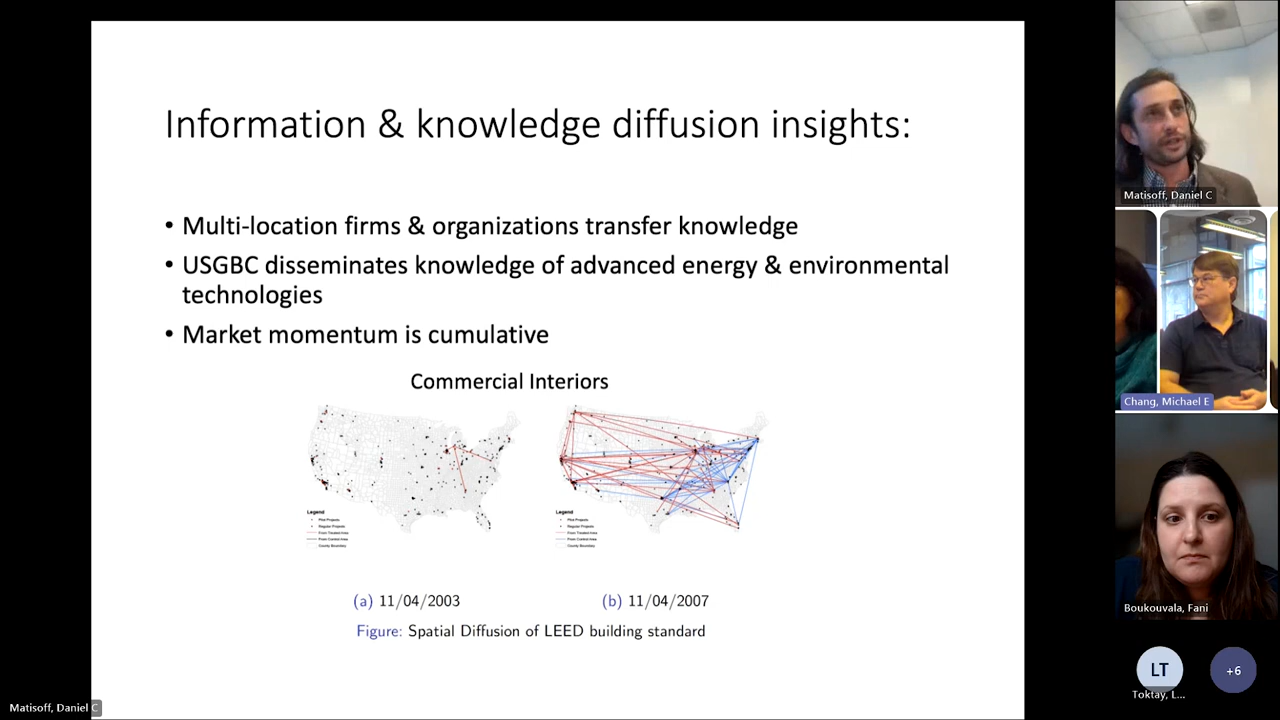 Information & knowledge diffusion insights:
• Multi-location firms & organizations transfer knowledge
• USGBC disseminates knowledge of advanced energy & environmental
technologies
• Market momentum is cumulative
Commercial Interiors
Legend
Pilot Projects
Regular Projects
From Treated Area
From Control Area
County Boundary
Legend
Pilot Projects
Regular Projects
From Treated Area
From Control Area
County Boundary
(a) 11/04/2003
(b) 11/04/2007
Figure: Spatial Diffusion of LEED building standard
Matisoff, Daniel C
Chang, Michael E
Boukouvala, Fani
LT
Toktay, L...
+6
Matisoff, Daniel C